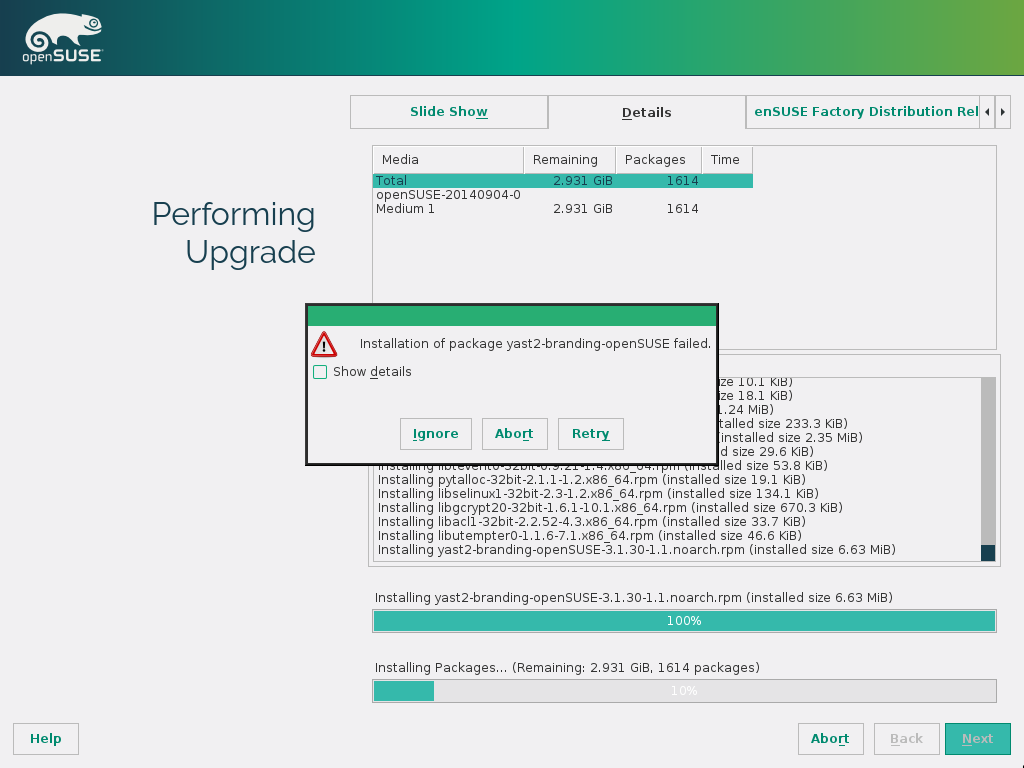 openSUSE
Slide Show
Details
enSUSE Factory Distribution Rel
Performing
Upgrade
Media Remaining Packages Time
Total 2.931 GiB 1614
openSUSE-20140904-0
Medium 1 2.931 GiB 1614
Installation of package yast2-branding-openSUSE failed.
Show details
Ignore Abort Retry
ize 10.1 KiB)
ize 18.1 KiB)
1.24 MiB)
talled size 233.3 KiB)
installed size 2.35 MiB)
d size 29.6 KiB)
Installing libtevent0-32bit-0.9.21-1.4.x86_64.rpm (installed size 53.8 KiB)
Installing pytalloc-32bit-2.1.1-1.2.x86_64.rpm (installed size 19.1 KiB)
Installing libselinux1-32bit-2.3-1.2.x86_64.rpm (installed size 134.1 KiB)
Installing libgcrypt20-32bit-1.6.1-10.1.x86_64.rpm (installed size 670.3 KiB)
Installing libacl1-32bit-2.2.52-4.3.x86_64.rpm (installed size 33.7 KiB)
Installing libutempter0-1.1.6-7.1.x86_64.rpm (installed size 46.6 KiB)
Installing yast2-branding-openSUSE-3.1.30-1.1.noarch.rpm (installed size 6.63 MiB)
Installing yast2-branding-openSUSE-3.1.30-1.1.noarch.rpm (installed size 6.63 MiB)
100%
Installing Packages... (Remaining: 2.931 GiB, 1614 packages)
10%
Help Abort Back Next